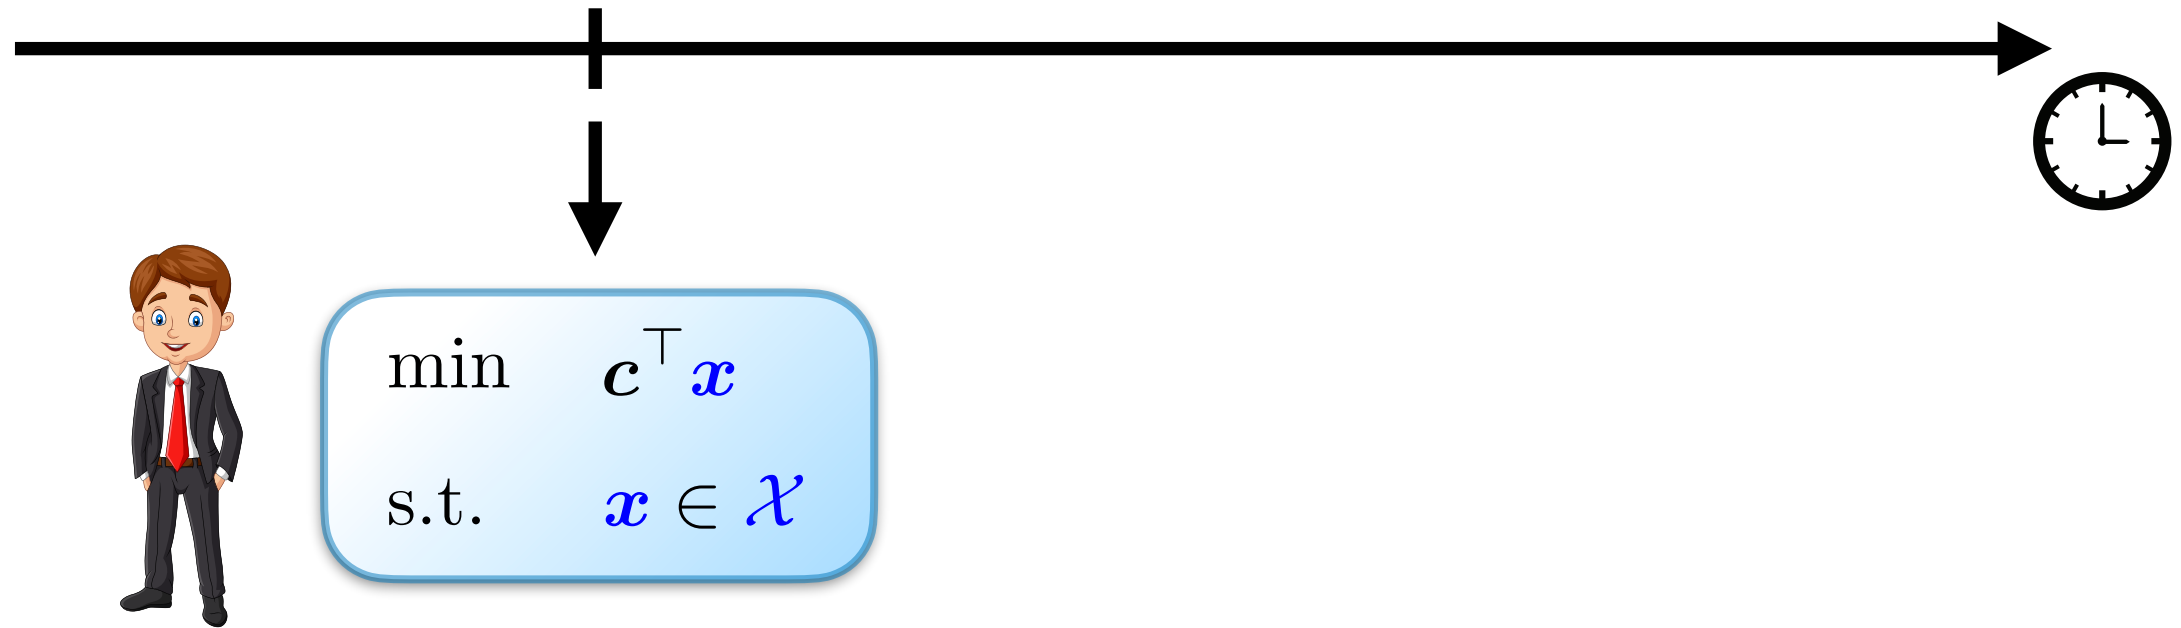 min c⊤x
s.t. x ∈ 𝒳